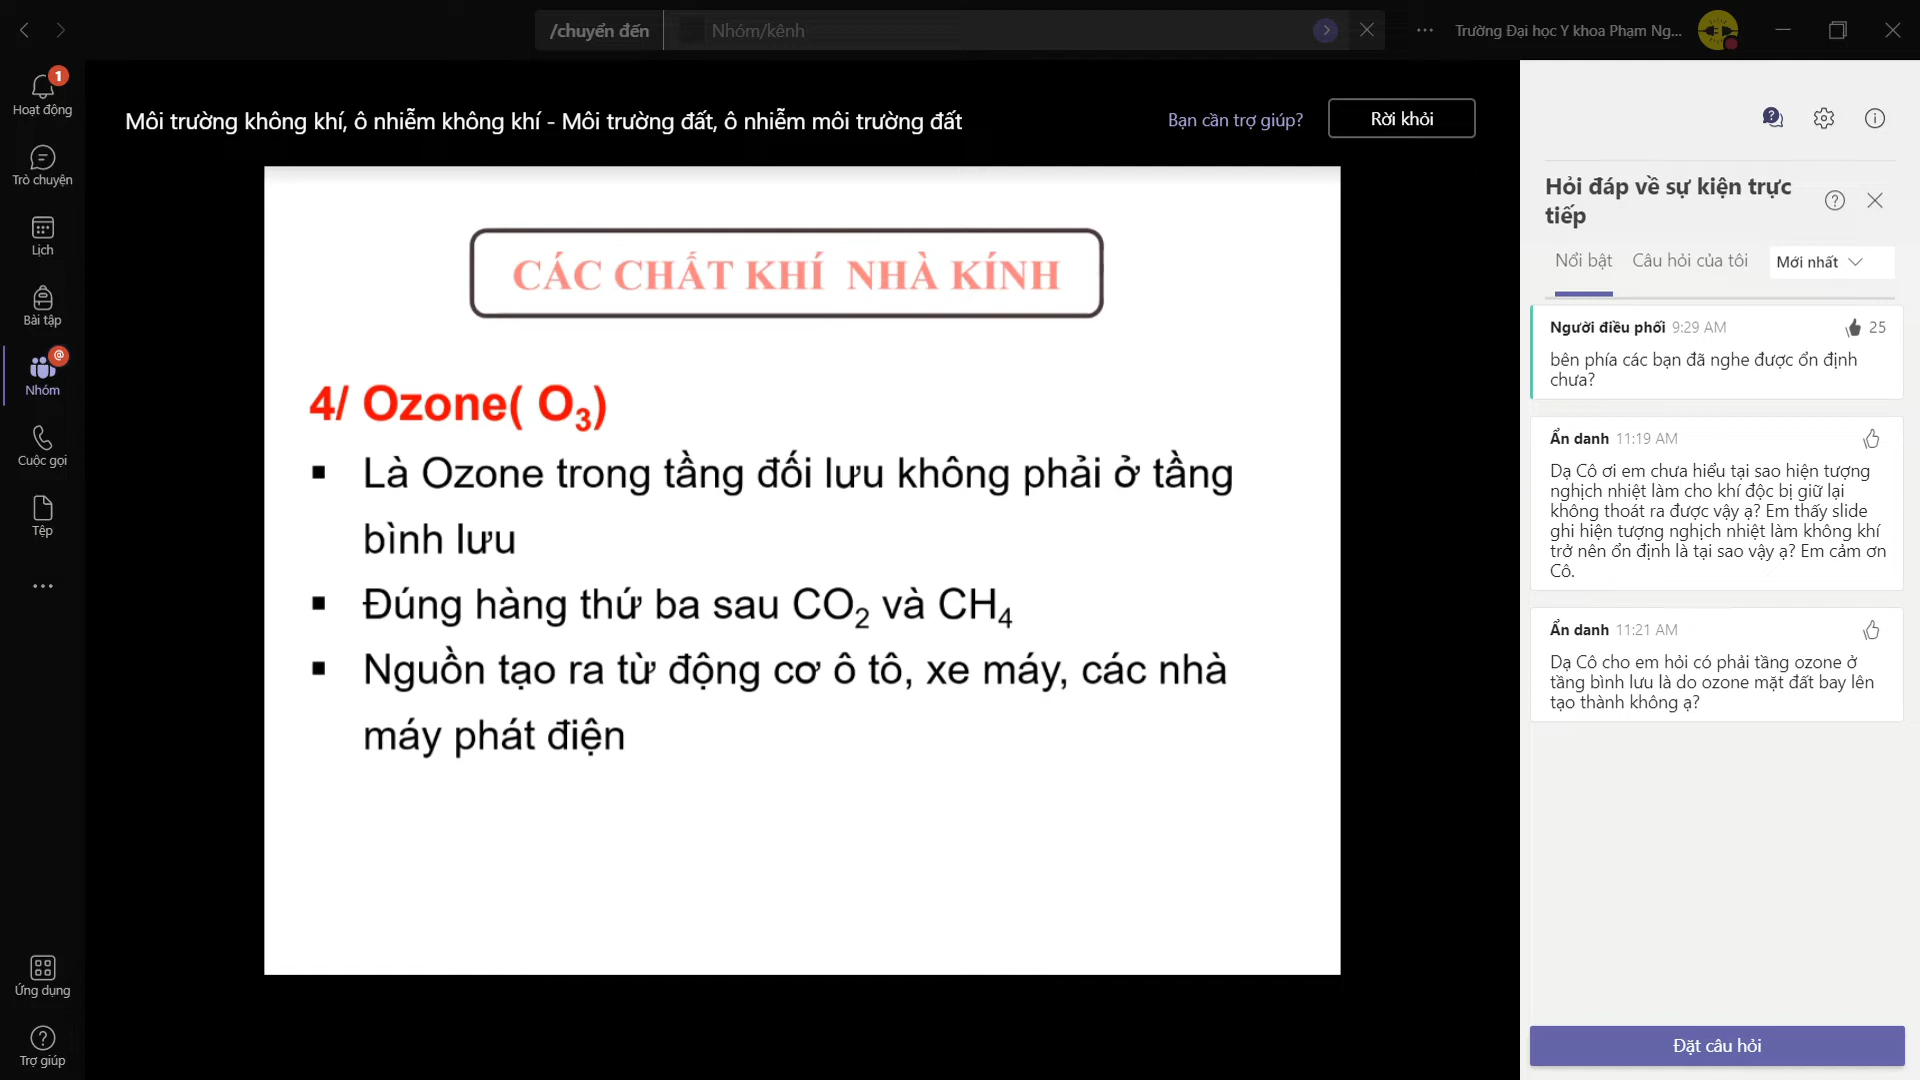 /chuyển đến
Nhóm/kênh
Trường Đại học Y khoa Phạm Ng...
1
Hoạt động
Trò chuyện
Lịch
Bài tập
@
Nhóm
Cuộc gọi
Tệp
Ứng dụng
Trợ giúp
Môi trường không khí, ô nhiễm không khí - Môi trường đất, ô nhiễm môi trường đất
Bạn cần trợ giúp?
Rời khỏi
CÁC CHẤT KHÍ NHÀ KÍNH
4/ Ozone( O₃)
▪ Là Ozone trong tầng đối lưu không phải ở tầng
bình lưu
▪ Đúng hàng thứ ba sau CO₂ và CH₄
▪ Nguồn tạo ra từ động cơ ô tô, xe máy, các nhà
máy phát điện
Hỏi đáp về sự kiện trực
tiếp
Nổi bật
Câu hỏi của tôi
Mới nhất
Người điều phối 9:29 AM
25
bên phía các bạn đã nghe được ổn định
chưa?
Ẩn danh 11:19 AM
Dạ Cô ơi em chưa hiểu tại sao hiện tượng
nghịch nhiệt làm cho khí độc bị giữ lại
không thoát ra được vậy ạ? Em thấy slide
ghi hiện tượng nghịch nhiệt làm không khí
trở nên ổn định là tại sao vậy ạ? Em cảm ơn
Cô.
Ẩn danh 11:21 AM
Dạ Cô cho em hỏi có phải tầng ozone ở
tầng bình lưu là do ozone mặt đất bay lên
tạo thành không ạ?
Đặt câu hỏi